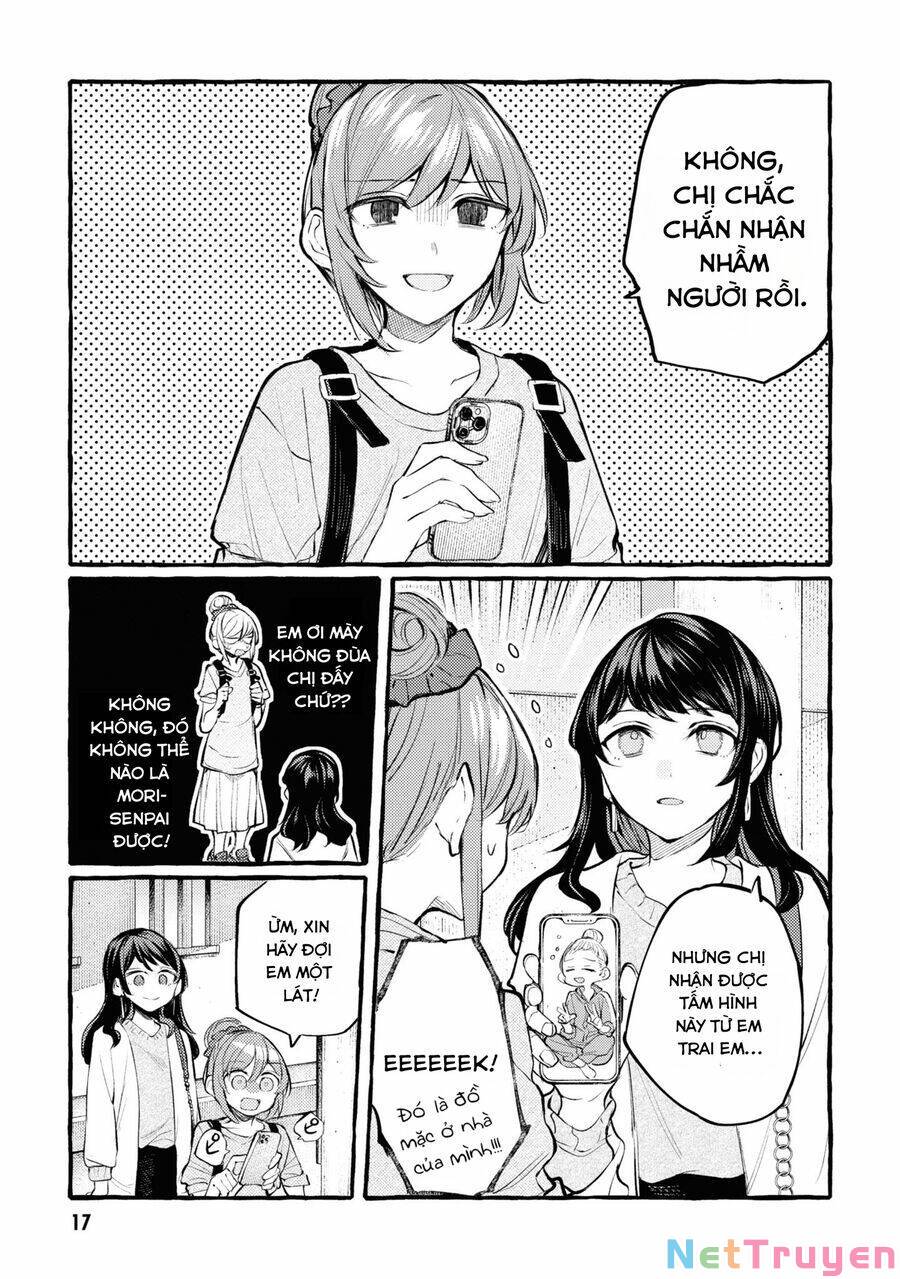 KHÔNG,
CHỊ CHẮC
CHẮN NHẬN
NHẦM
NGƯỜI RỒI.
NHƯNG CHỊ
NHẬN ĐƯỢC
TẤM HÌNH
NÀY TỪ EM
TRAI EM...
EEEEEEK!
Đó là đồ
mặc ở nhà
của mình!!!
EM ƠI MÀY
KHÔNG ĐÙA
CHỊ ĐẤY
CHỨ??
KHÔNG
KHÔNG, ĐÓ
KHÔNG THỂ
NÀO LÀ
MORI-
SENPAI
ĐƯỢC!
ỪM, XIN
HÃY ĐỢI
EM MỘT
LÁT!
ピ
ピ
17
NetTruyen